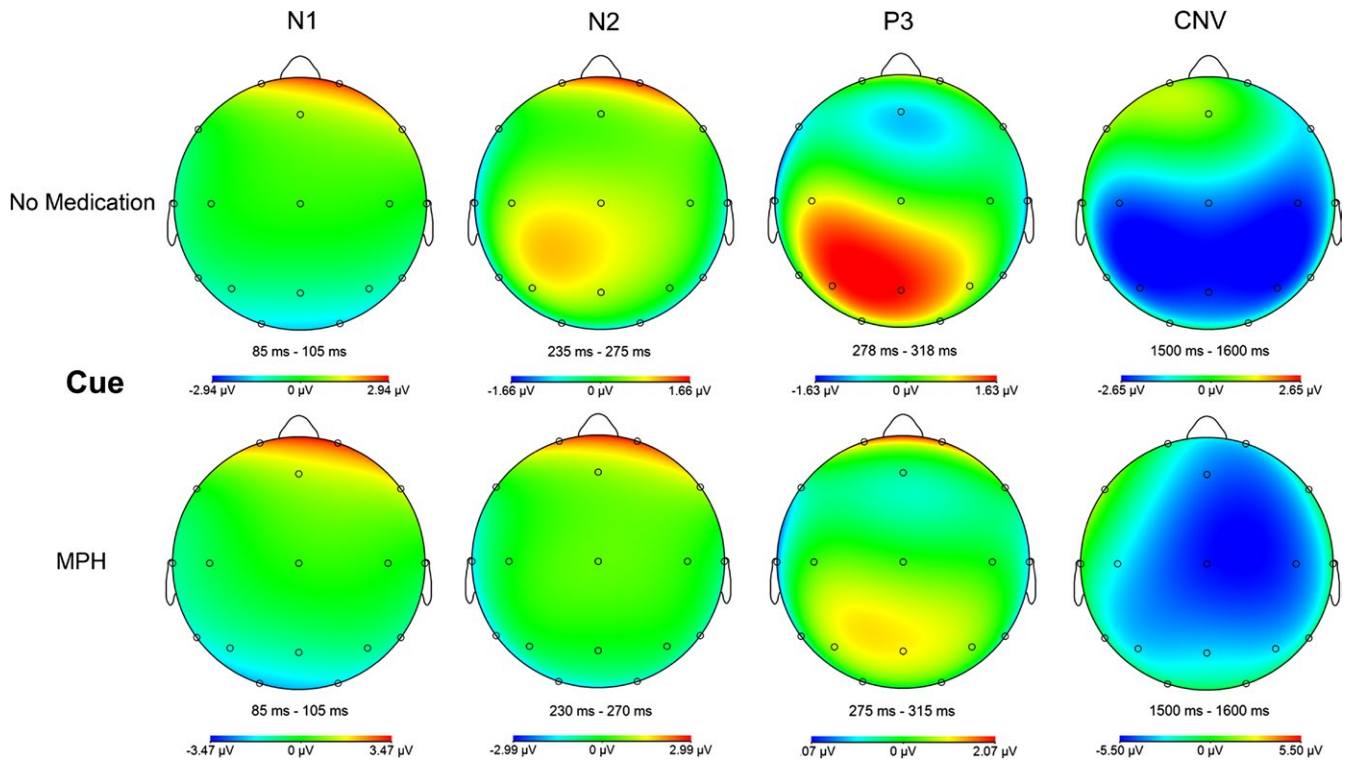 N1 N2 P3 CNV
No Medication
85 ms - 105 ms 235 ms - 275 ms 278 ms - 318 ms 1500 ms - 1600 ms
Cue
-2.94 µV 0 µV 2.94 µV -1.66 µV 0 µV 1.66 µV -1.63 µV 0 µV 1.63 µV -2.65 µV 0 µV 2.65 µV
MPH
85 ms - 105 ms 230 ms - 270 ms 275 ms - 315 ms 1500 ms - 1600 ms
-3.47 µV 0 µV 3.47 µV -2.99 µV 0 µV 2.99 µV .07 µV 0 µV 2.07 µV -5.50 µV 0 µV 5.50 µV